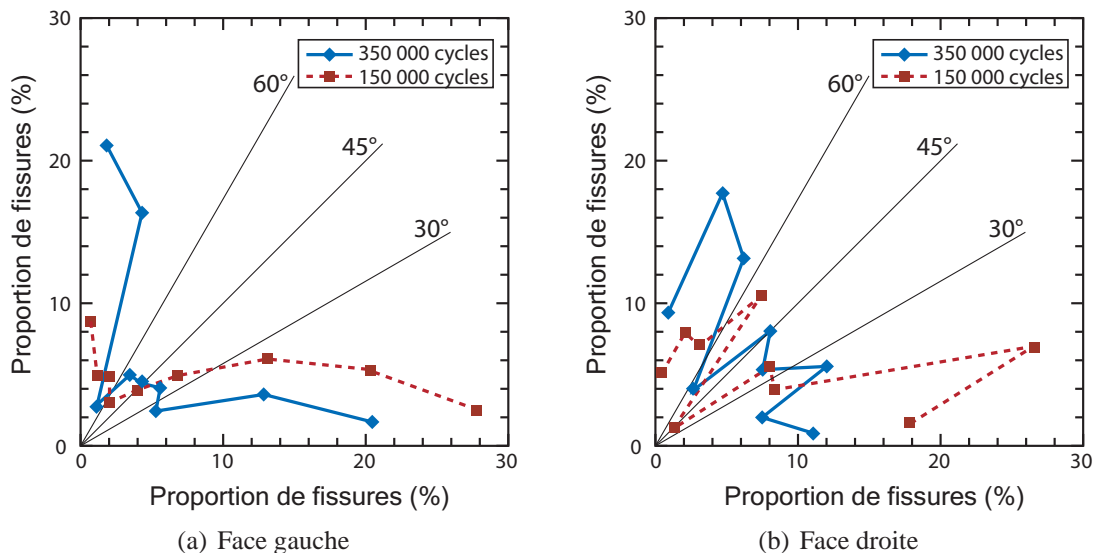 30
20
10
0
0
10
20
30
Proportion de fissures (%)
Proportion de fissures (%)
350 000 cycles
150 000 cycles
60°
45°
30°
(a) Face gauche
30
20
10
0
0
10
20
30
Proportion de fissures (%)
Proportion de fissures (%)
350 000 cycles
150 000 cycles
60°
45°
30°
(b) Face droite